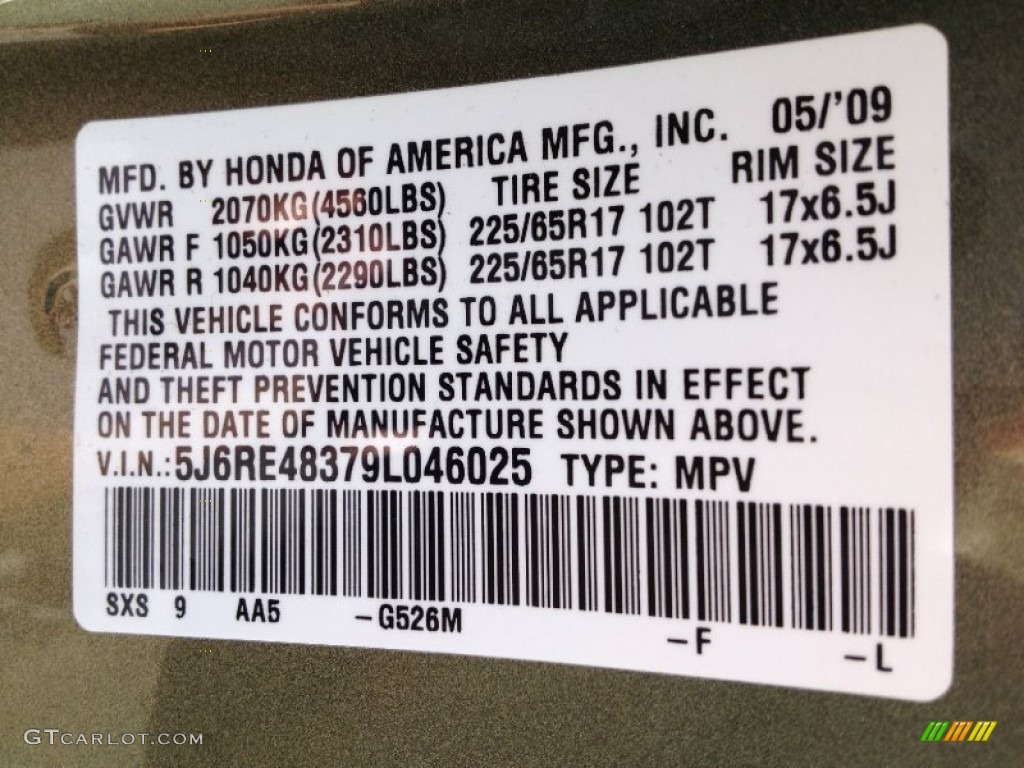 MFD. BY HONDA OF AMERICA MFG., INC. 05/'09
GVWR 2070KG(4560LBS) TIRE SIZE RIM SIZE
GAWR F 1050KG(2310LBS) 225/65R17 102T 17x6.5J
GAWR R 1040KG(2290LBS) 225/65R17 102T 17x6.5J
THIS VEHICLE CONFORMS TO ALL APPLICABLE
FEDERAL MOTOR VEHICLE SAFETY
AND THEFT PREVENTION STANDARDS IN EFFECT
ON THE DATE OF MANUFACTURE SHOWN ABOVE.
V.I.N.:5J6RE48379L046025 TYPE: MPV
SXS 9 AA5 -G526M -F -L
GTCARLOT.COM